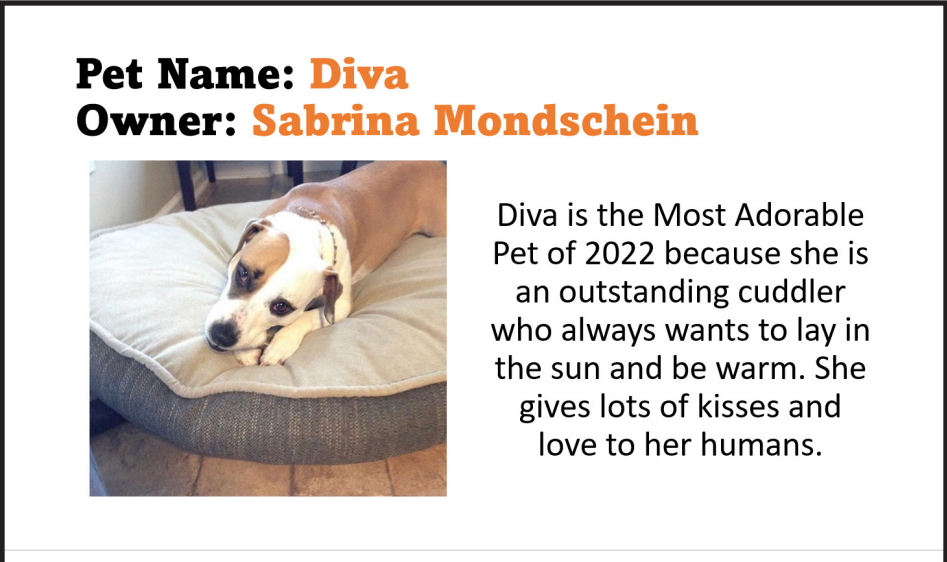 Pet Name: Diva
Owner: Sabrina Mondschein
Diva is the Most Adorable
Pet of 2022 because she is
an outstanding cuddler
who always wants to lay in
the sun and be warm. She
gives lots of kisses and
love to her humans.